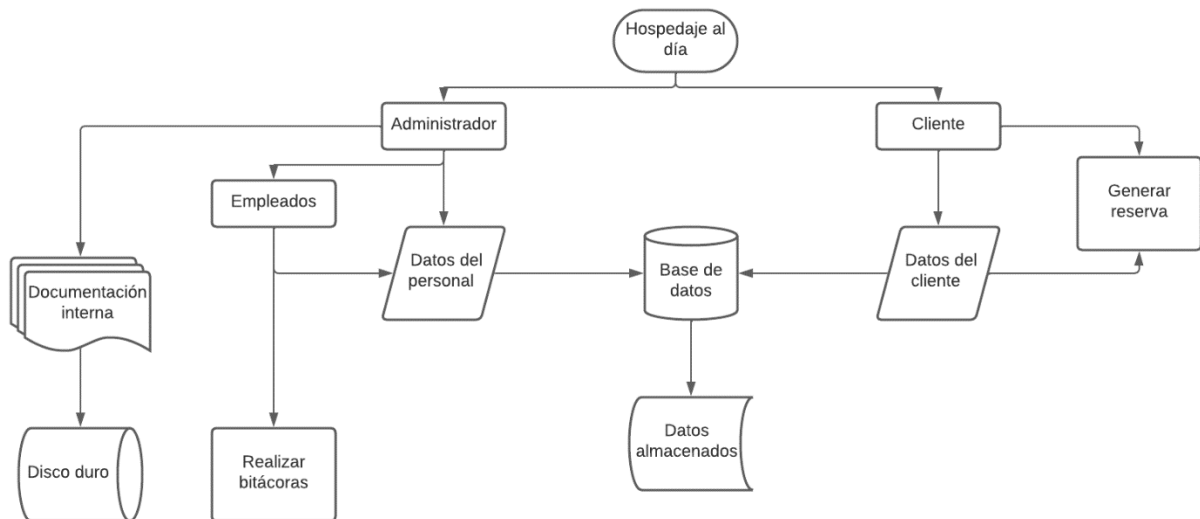 Hospedaje al
día
Administrador
Cliente
Empleados
Generar
reserva
Documentación
interna
Datos del
personal
Base de
datos
Datos del
cliente
Disco duro
Realizar
bitácoras
Datos
almacenados